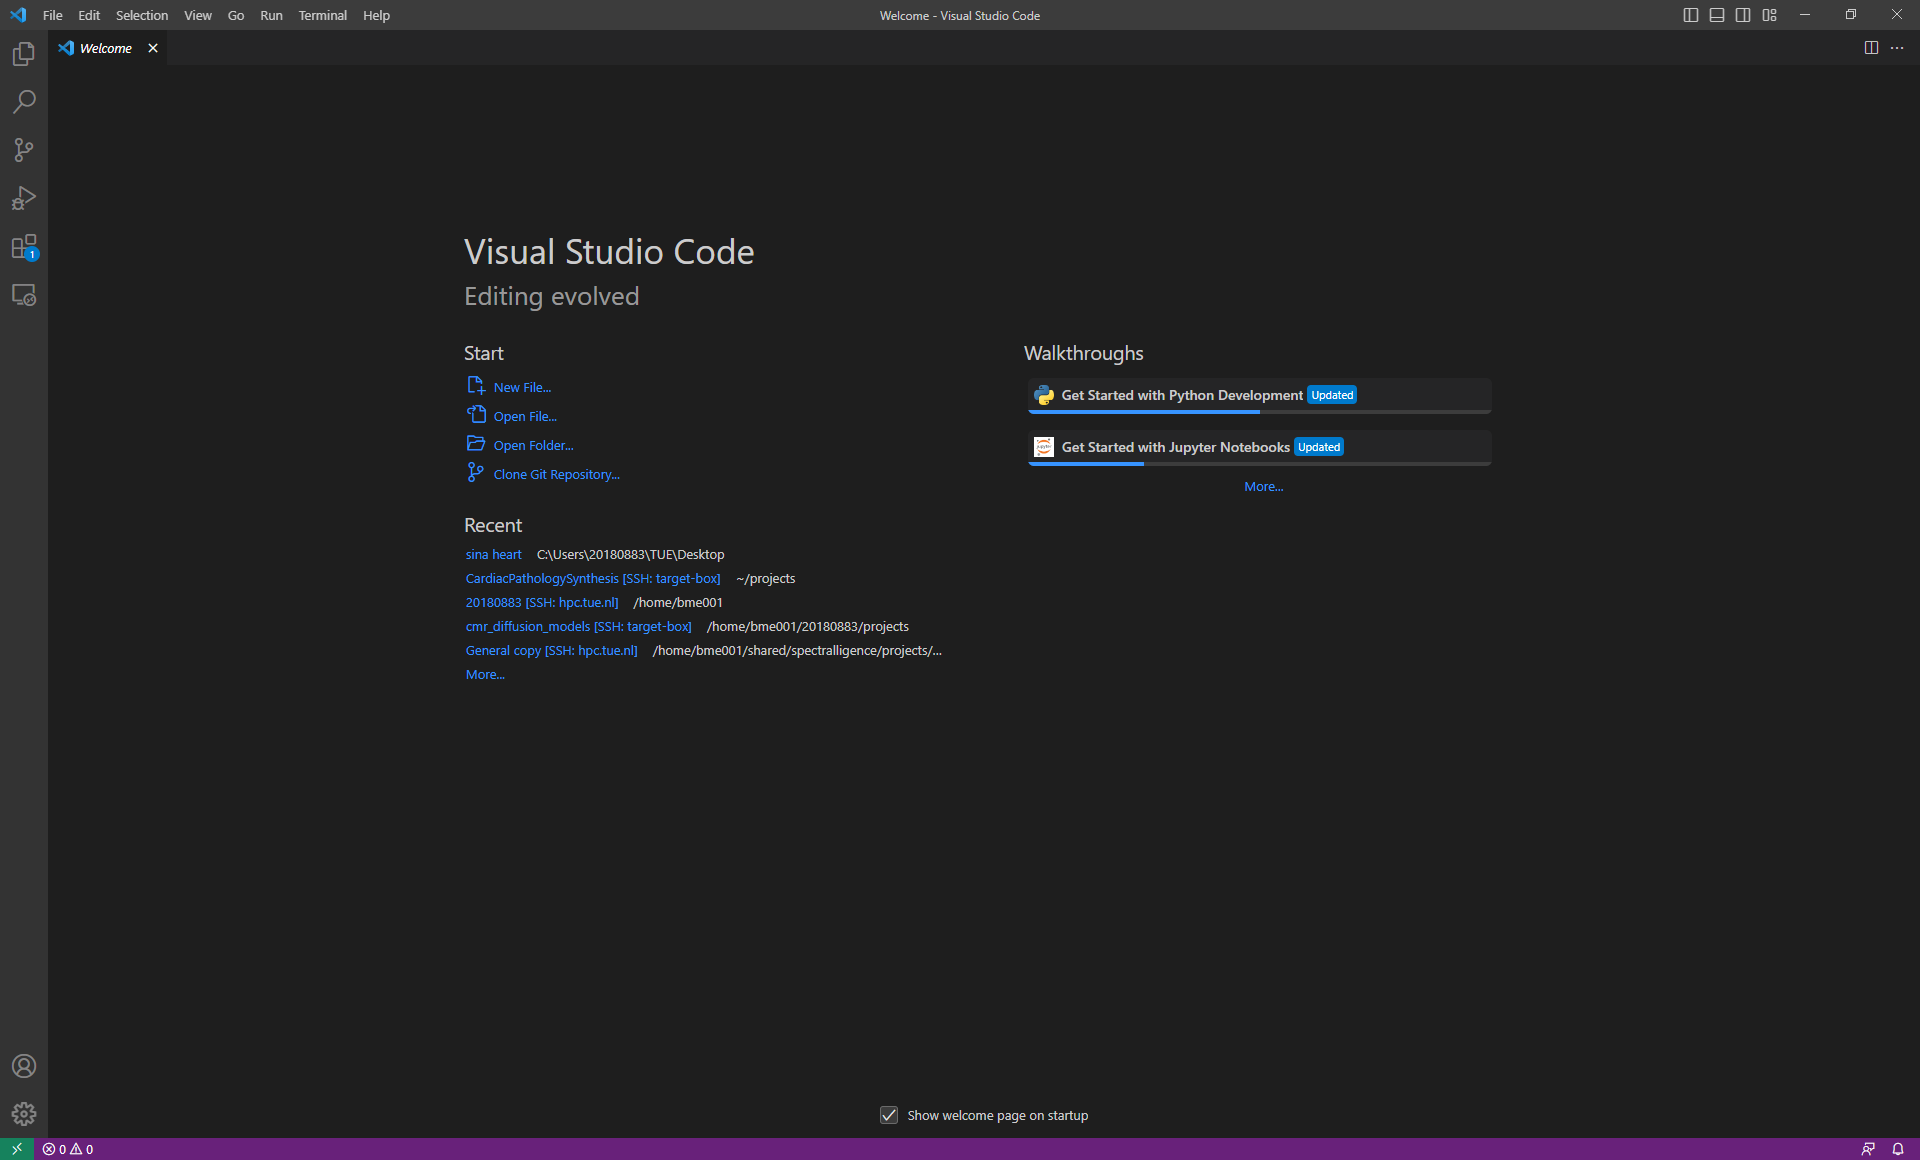 File Edit Selection View Go Run Terminal Help Welcome - Visual Studio Code
Welcome
1
Visual Studio Code
Editing evolved
Start
New File...
Open File...
Open Folder...
Clone Git Repository...
Recent
sina heart C:\Users\20180883\TUE\Desktop
CardiacPathologySynthesis [SSH: target-box] ~/projects
20180883 [SSH: hpc.tue.nl] /home/bme001
cmr_diffusion_models [SSH: target-box] /home/bme001/20180883/projects
General copy [SSH: hpc.tue.nl] /home/bme001/shared/spectralligence/projects/...
More...
Walkthroughs
Get Started with Python Development Updated
Get Started with Jupyter Notebooks Updated
More...
Show welcome page on startup
0 0